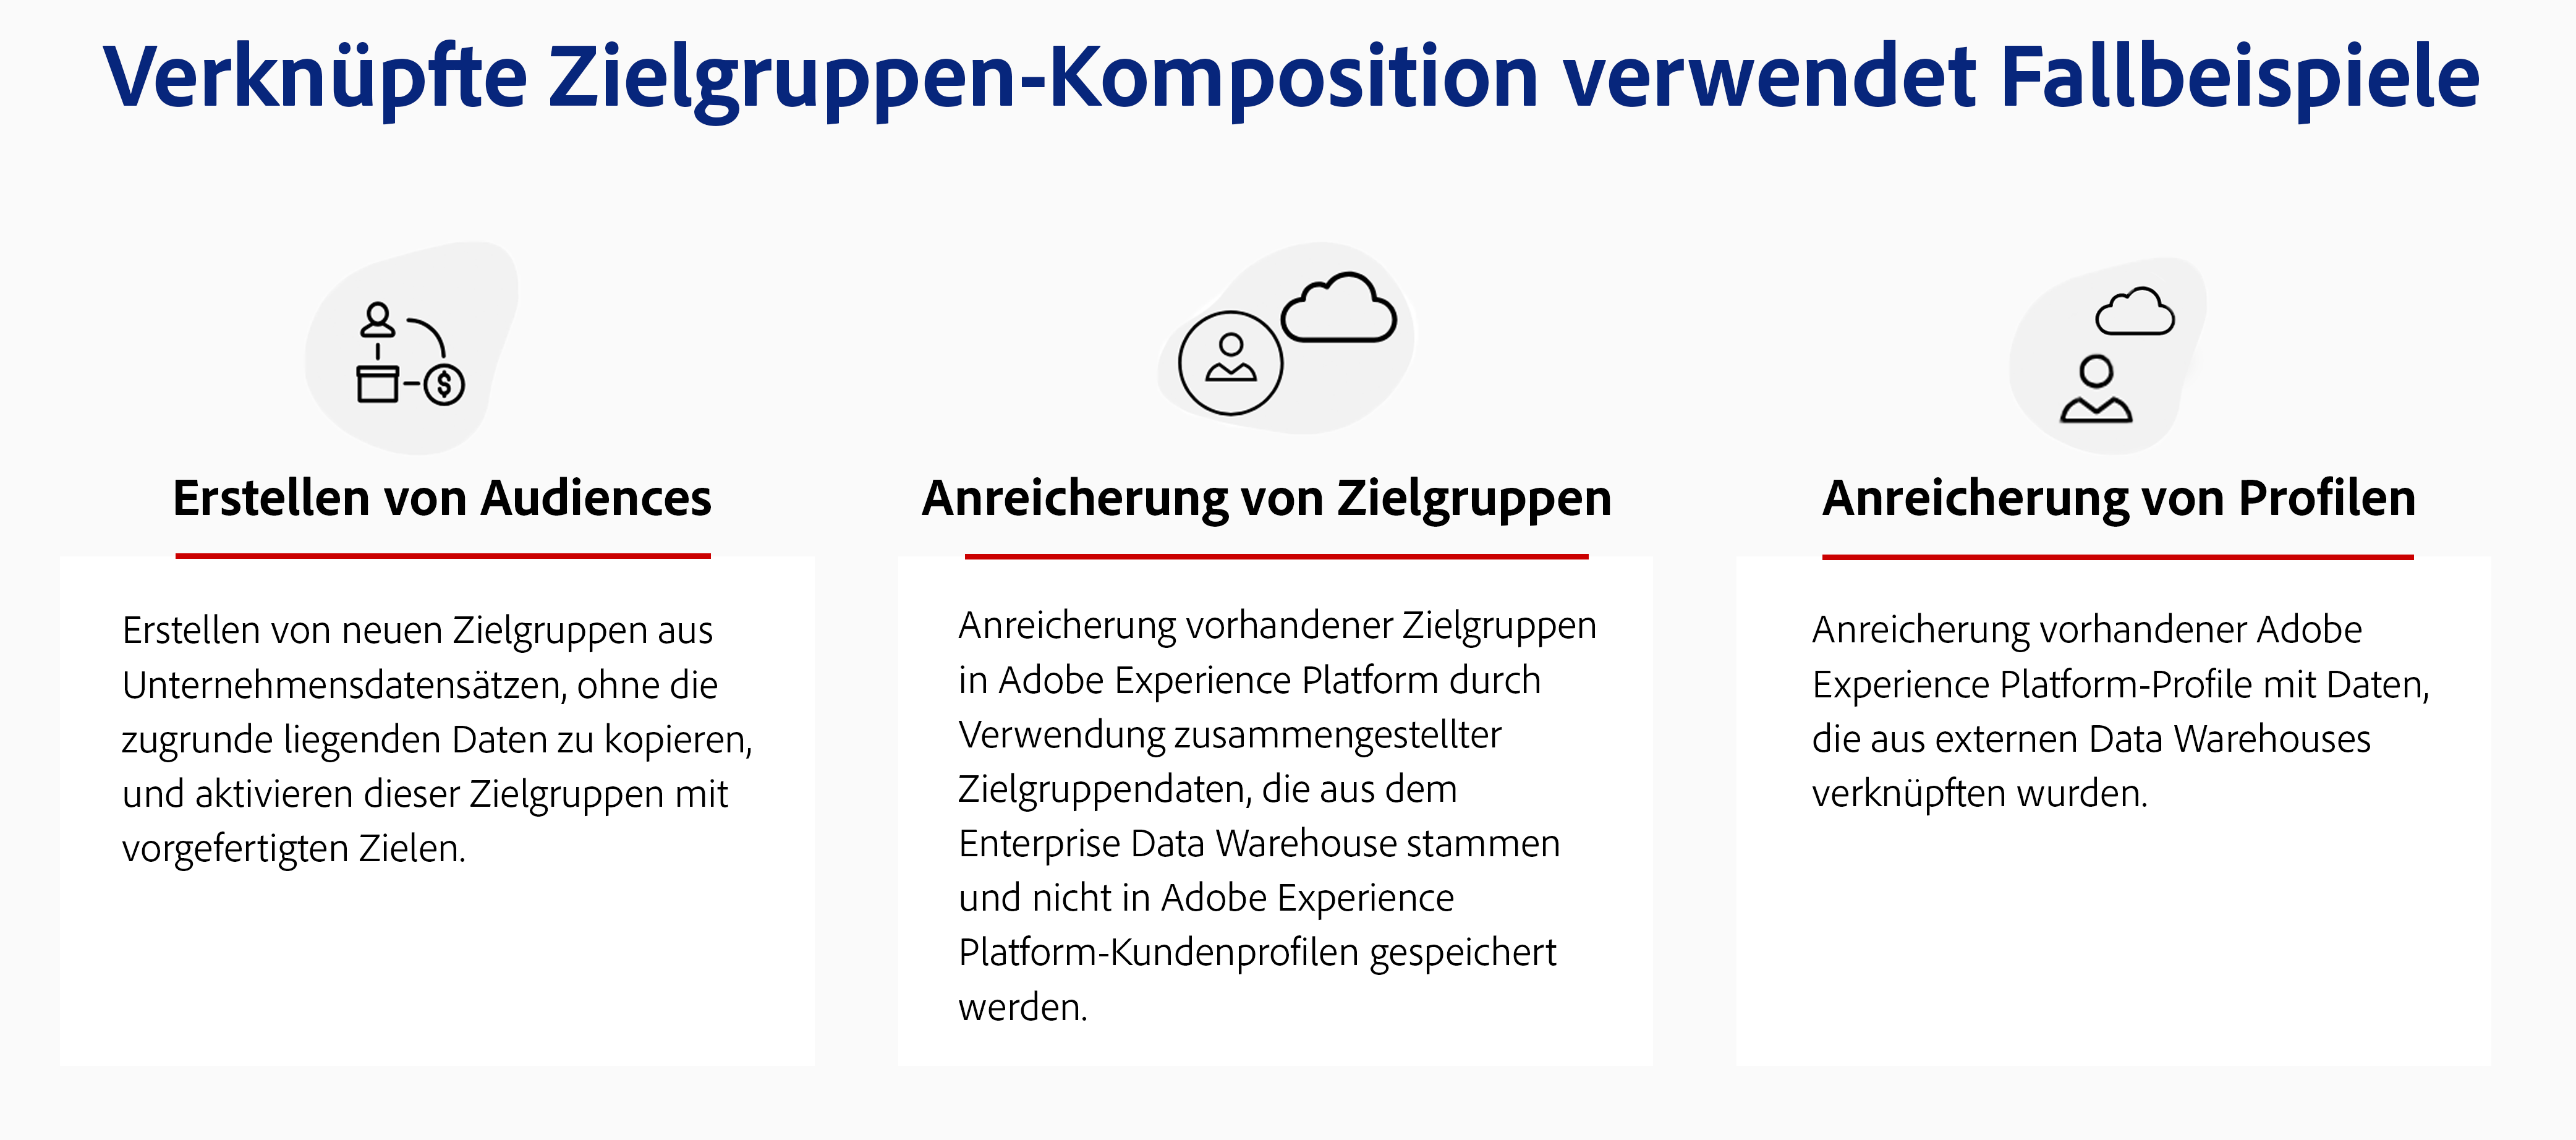 Verknüpfte Zielgruppen-Komposition verwendet Fallbeispiele
Erstellen von Audiences
Erstellen von neuen Zielgruppen aus
Unternehmensdatensätzen, ohne die
zugrunde liegenden Daten zu kopieren,
und aktivieren dieser Zielgruppen mit
vorgefertigten Zielen.
Anreicherung von Zielgruppen
Anreicherung vorhandener Zielgruppen
in Adobe Experience Platform durch
Verwendung zusammengestellter
Zielgruppendaten, die aus dem
Enterprise Data Warehouse stammen
und nicht in Adobe Experience
Platform-Kundenprofilen gespeichert
werden.
Anreicherung von Profilen
Anreicherung vorhandener Adobe
Experience Platform-Profile mit Daten,
die aus externen Data Warehouses
verknüpften wurden.